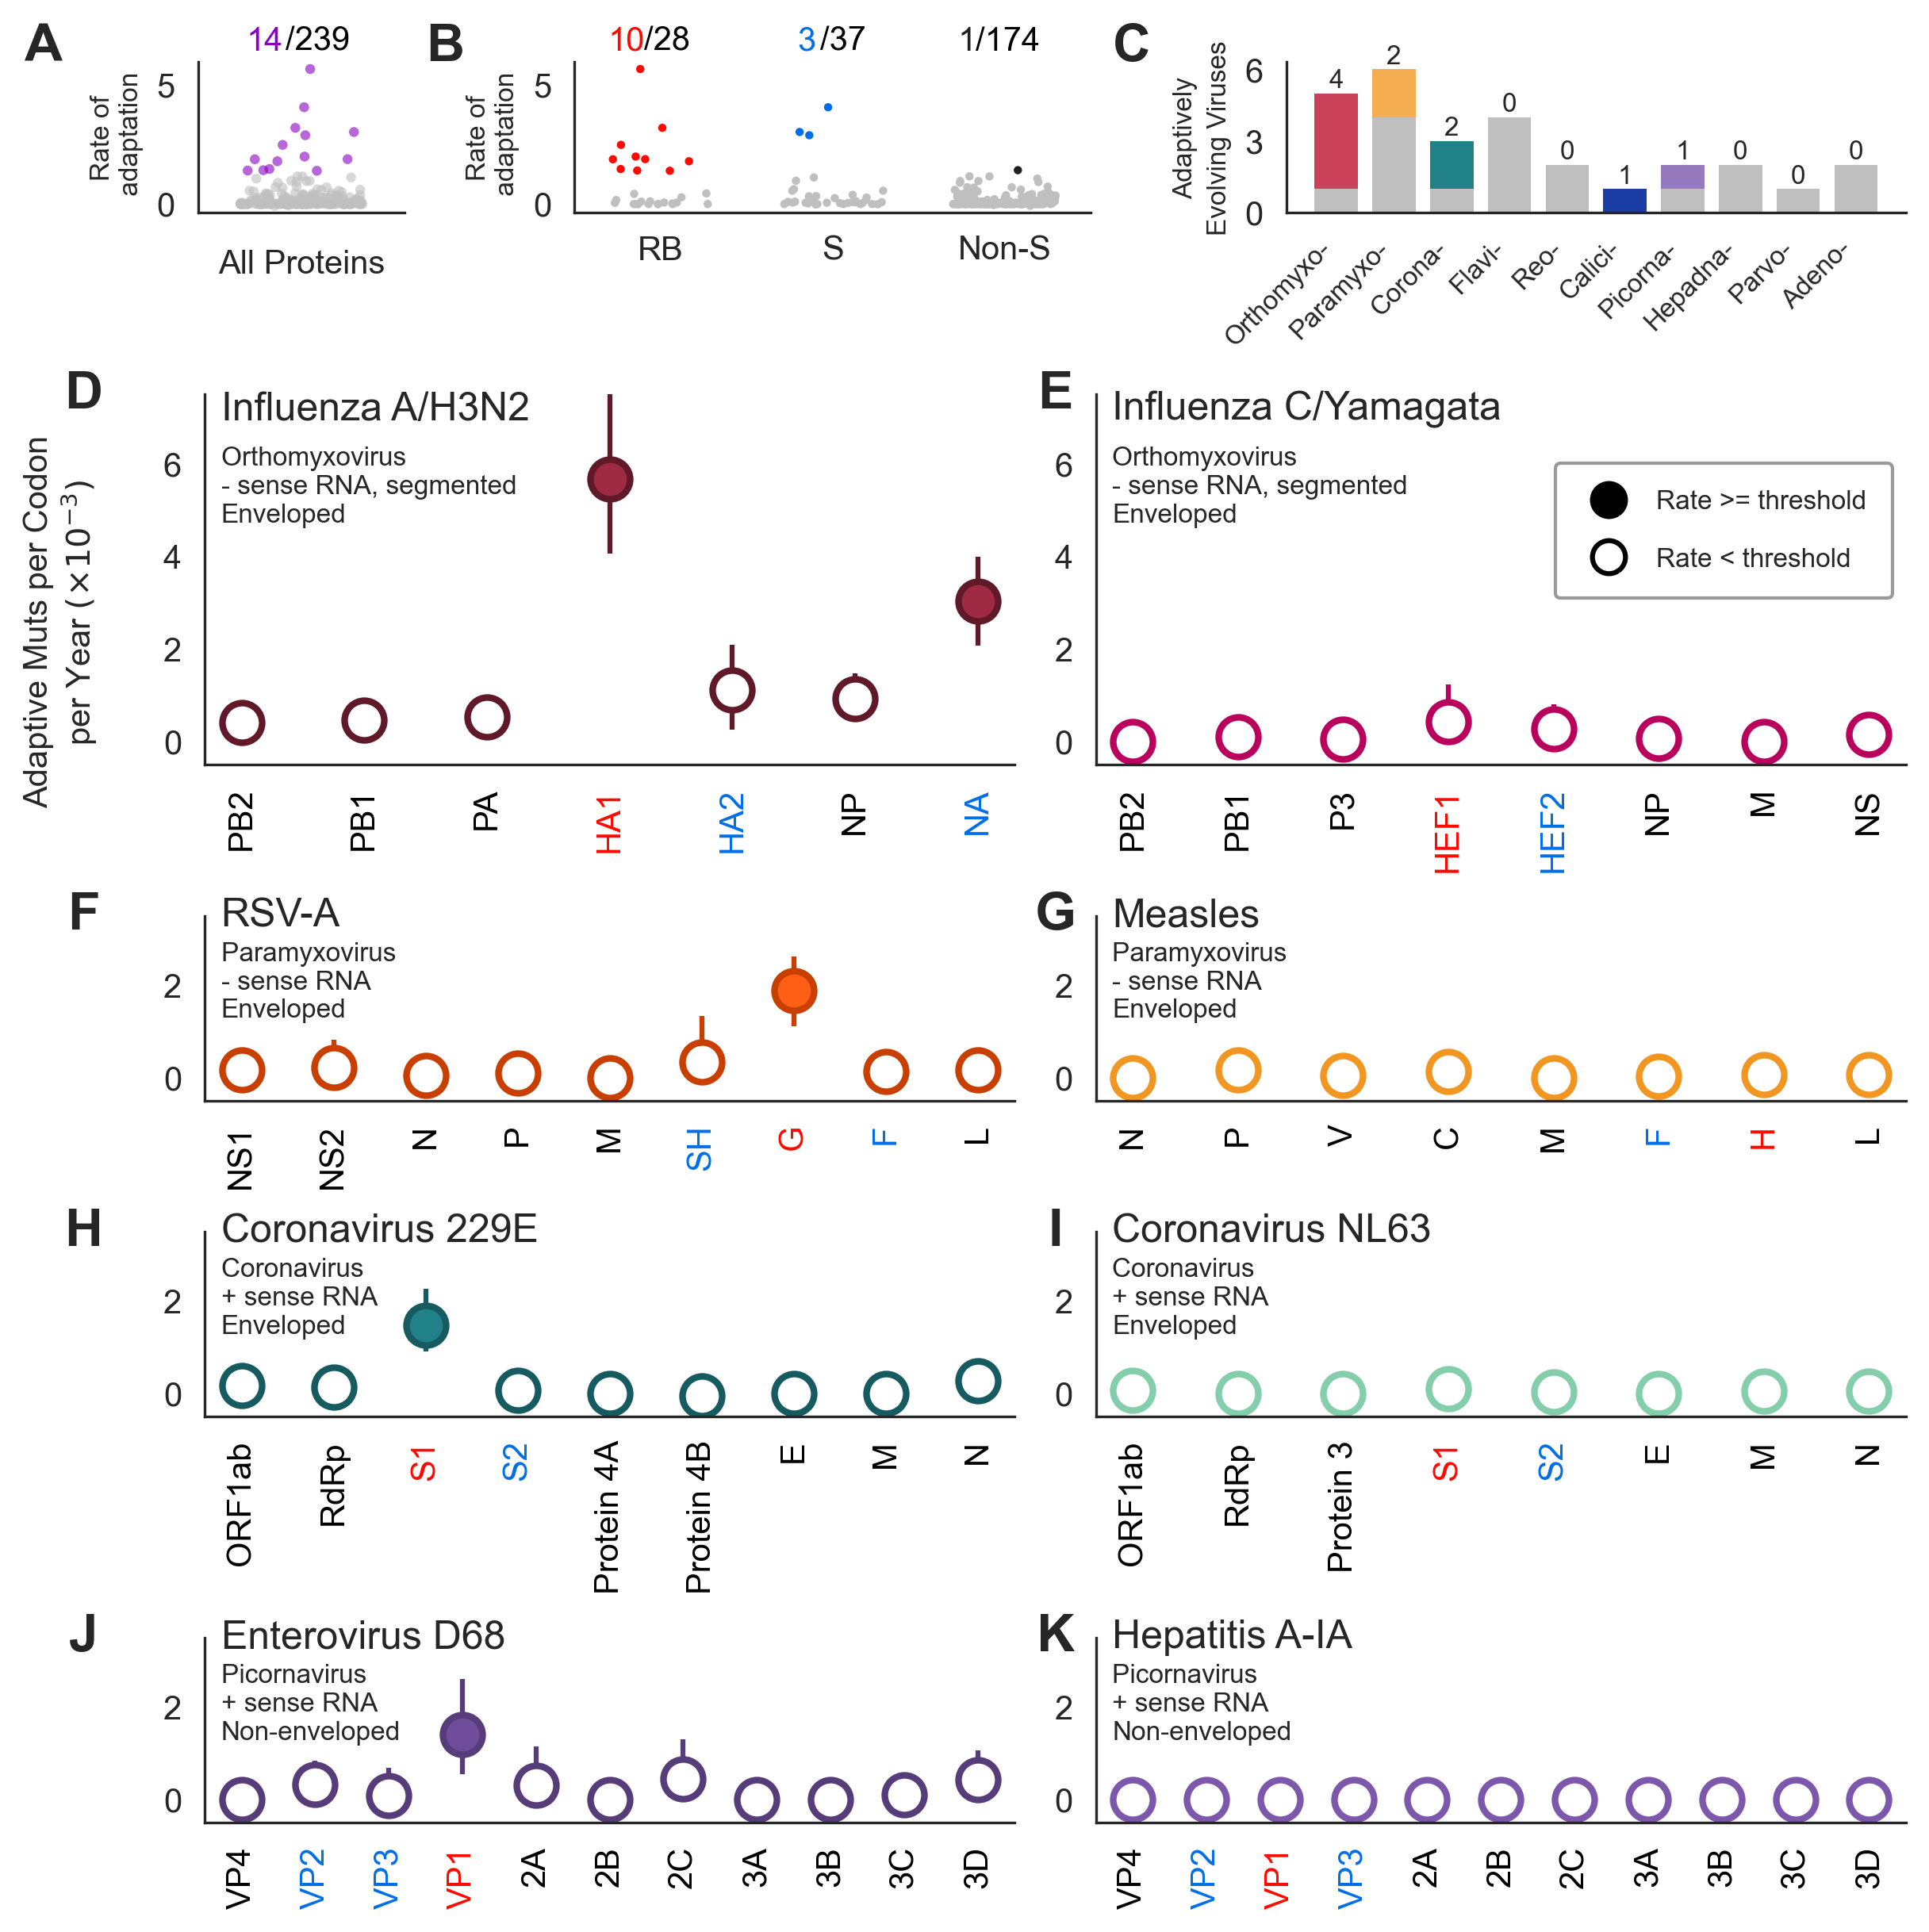 A
14/239
Rate of
adaptation
5
0
All Proteins
B
10/28
3/37
1/174
Rate of
adaptation
5
0
RB
S
Non-S
C
Adaptively
Evolving Viruses
6
3
0
4
2
2
0
0
1
1
0
0
0
Orthomyxo-
Paramyxo-
Corona-
Flavi-
Reo-
Calici-
Picorna-
Hepadna-
Parvo-
Adeno-
Adaptive Muts per Codon
per Year (×10⁻³)
D
Influenza A/H3N2
Orthomyxovirus
- sense RNA, segmented
Enveloped
6
4
2
0
PB2
PB1
PA
HA1
HA2
NP
NA
E
Influenza C/Yamagata
Orthomyxovirus
- sense RNA, segmented
Enveloped
Rate >= threshold
Rate < threshold
6
4
2
0
PB2
PB1
P3
HEF1
HEF2
NP
M
NS
F
RSV-A
Paramyxovirus
- sense RNA
Enveloped
2
0
NS1
NS2
N
P
M
SH
G
F
L
G
Measles
Paramyxovirus
- sense RNA
Enveloped
2
0
N
P
V
C
M
F
H
L
H
Coronavirus 229E
Coronavirus
+ sense RNA
Enveloped
2
0
ORF1ab
RdRp
S1
S2
Protein 4A
Protein 4B
E
M
N
I
Coronavirus NL63
Coronavirus
+ sense RNA
Enveloped
2
0
ORF1ab
RdRp
Protein 3
S1
S2
E
M
N
J
Enterovirus D68
Picornavirus
+ sense RNA
Non-enveloped
2
0
VP4
VP2
VP3
VP1
2A
2B
2C
3A
3B
3C
3D
K
Hepatitis A-IA
Picornavirus
+ sense RNA
Non-enveloped
2
0
VP4
VP2
VP1
VP3
2A
2B
2C
3A
3B
3C
3D